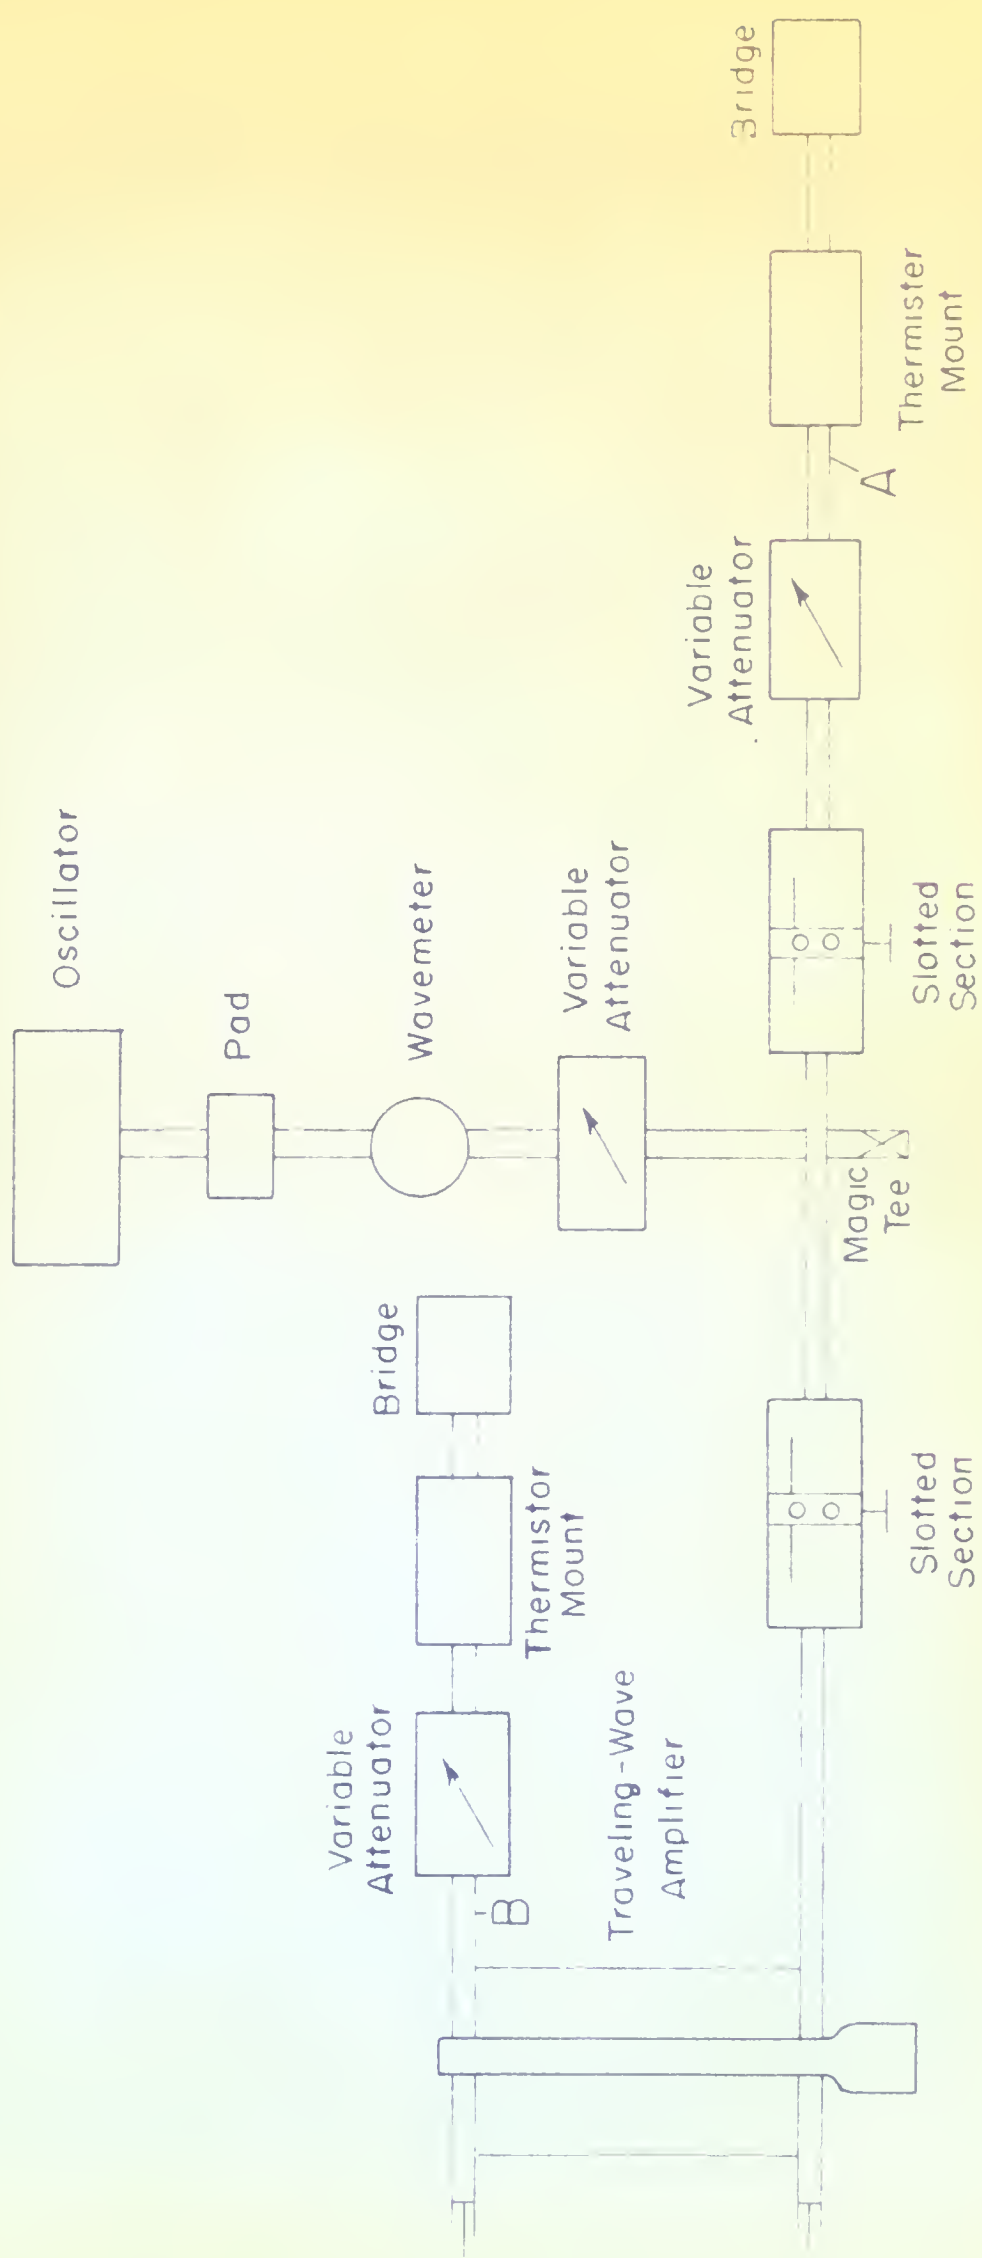 Oscillator
Pad
Wavemeter
Variable
Attenuator
Bridge
Thermistor
Mount
Variable
Attenuator
B
Traveling-Wave
Amplifier
Slotted
Section
Magic
Tee
Slotted
Section
Variable
Attenuator
A
Thermister
Mount
Bridge